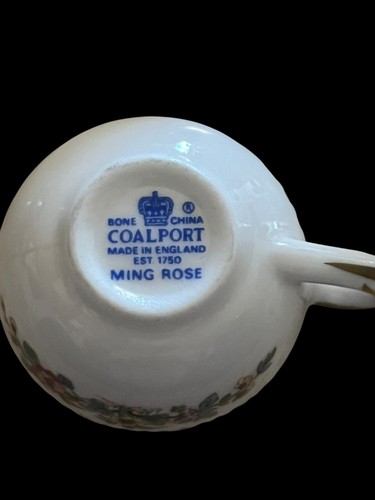 BONE CHINA ®
COALPORT
MADE IN ENGLAND
EST. 1750
MING ROSE